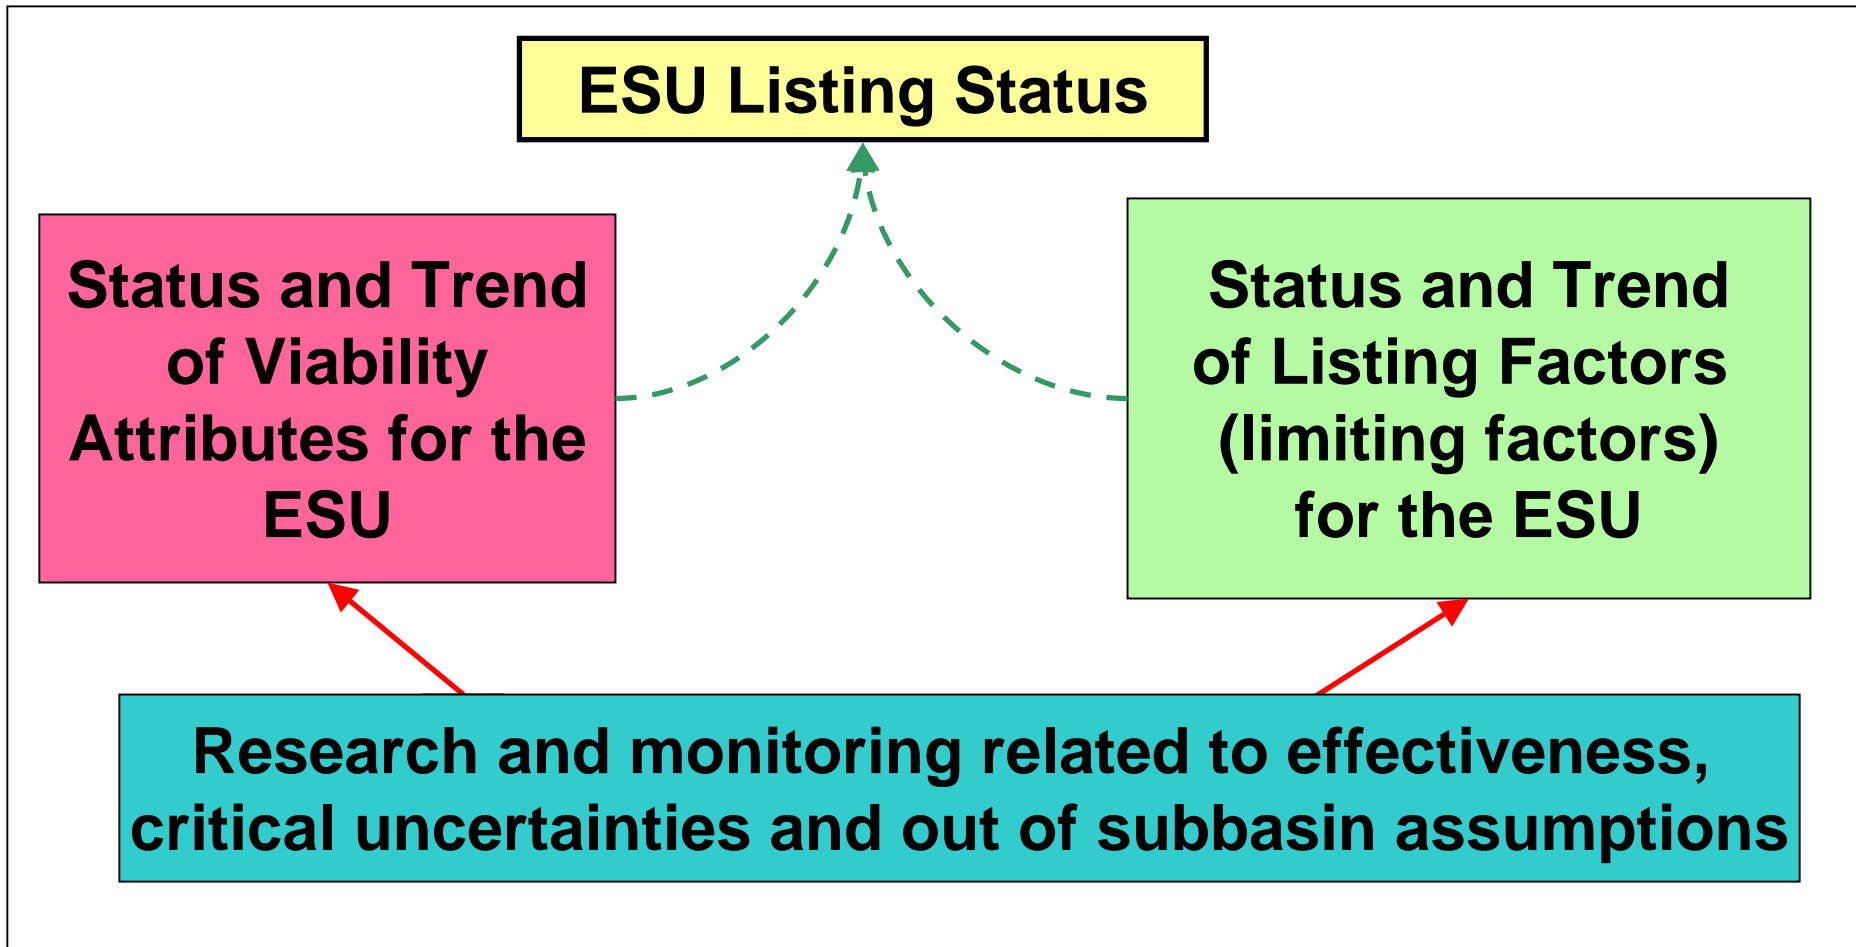 ESU Listing Status
Status and Trend
of Viability
Attributes for the
ESU
Status and Trend
of Listing Factors
(limiting factors)
for the ESU
Research and monitoring related to effectiveness,
critical uncertainties and out of subbasin assumptions